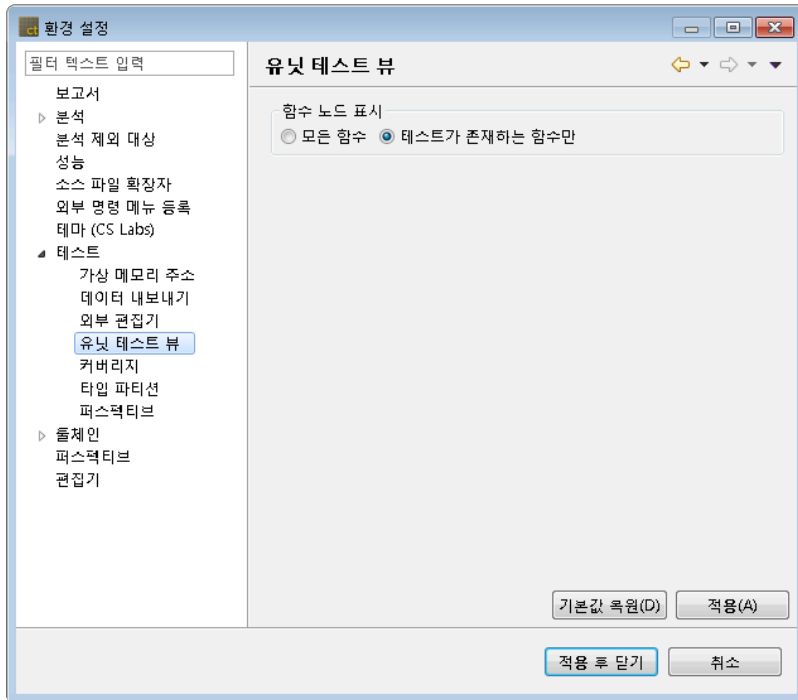 ct 환경 설정
필터 텍스트 입력
보고서
분석
분석 제외 대상
성능
소스 파일 확장자
외부 명령 메뉴 등록
테마 (CS Labs)
테스트
가상 메모리 주소
데이터 내보내기
외부 편집기
유닛 테스트 뷰
커버리지
타입 파티션
퍼스펙티브
툴체인
퍼스펙티브
편집기
유닛 테스트 뷰
함수 노드 표시
모든 함수 테스트가 존재하는 함수만
기본값 복원(D) 적용(A)
적용 후 닫기 취소